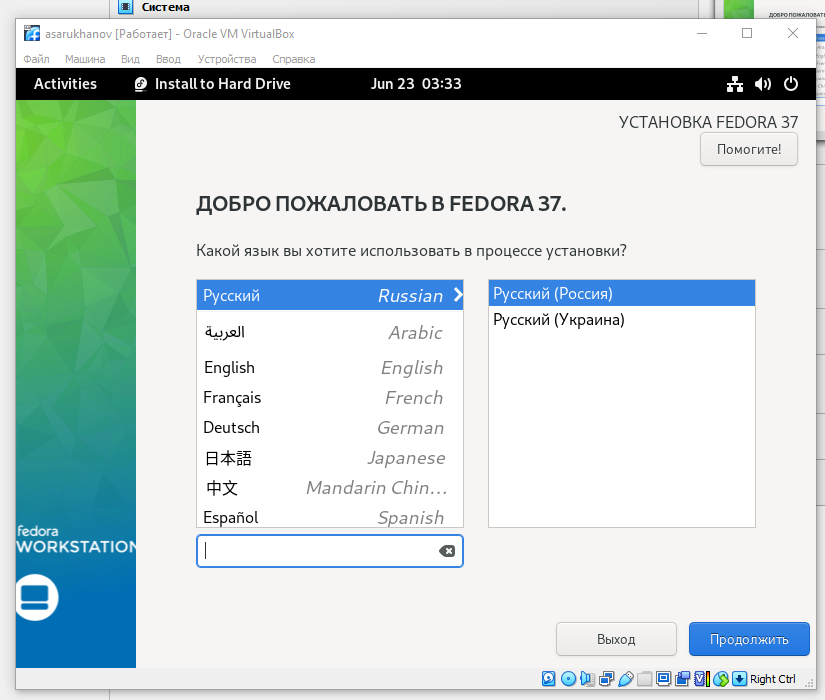 Система
ДОБРО ПОЖАЛОВАТЬ
asarukhanov [Работает] - Oracle VM VirtualBox
Файл Машина Вид Ввод Устройства Справка
Activities Install to Hard Drive Jun 23 03:33
УСТАНОВКА FEDORA 37
Помогите!
ДОБРО ПОЖАЛОВАТЬ В FEDORA 37.
Какой язык вы хотите использовать в процессе установки?
Русский Russian
العربية Arabic
English English
Français French
Deutsch German
日本語 Japanese
中文 Mandarin Chin...
Español Spanish
Русский (Россия)
Русский (Украина)
fedora
WORKSTATION
Выход
Продолжить
Right Ctrl